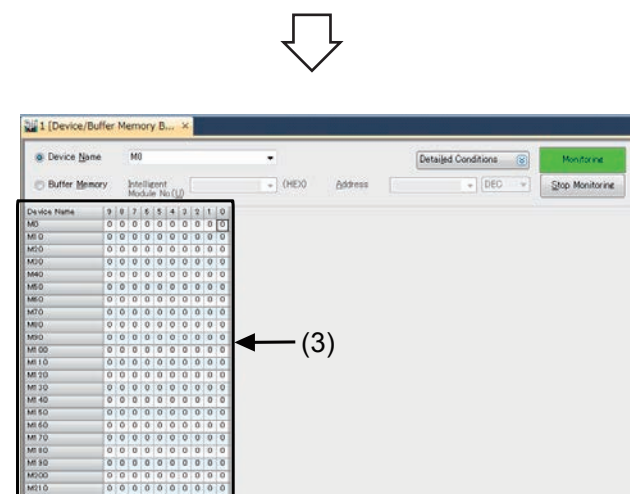 1 [Device/Buffer Memory B... ×
Device Name M0 Detailed Conditions Monitoring
Buffer Memory Intelligent Module No.(U) (HEX) Address DEC Stop Monitoring
Device Name 9 8 7 6 5 4 3 2 1 0
M0 0 0 0 0 0 0 0 0 0 0
M10 0 0 0 0 0 0 0 0 0 0
M20 0 0 0 0 0 0 0 0 0 0
M30 0 0 0 0 0 0 0 0 0 0
M40 0 0 0 0 0 0 0 0 0 0
M50 0 0 0 0 0 0 0 0 0 0
M60 0 0 0 0 0 0 0 0 0 0
M70 0 0 0 0 0 0 0 0 0 0
M80 0 0 0 0 0 0 0 0 0 0
M90 0 0 0 0 0 0 0 0 0 0
(3)
M100 0 0 0 0 0 0 0 0 0 0
M110 0 0 0 0 0 0 0 0 0 0
M120 0 0 0 0 0 0 0 0 0 0
M130 0 0 0 0 0 0 0 0 0 0
M140 0 0 0 0 0 0 0 0 0 0
M150 0 0 0 0 0 0 0 0 0 0
M160 0 0 0 0 0 0 0 0 0 0
M170 0 0 0 0 0 0 0 0 0 0
M180 0 0 0 0 0 0 0 0 0 0
M190 0 0 0 0 0 0 0 0 0 0
M200 0 0 0 0 0 0 0 0 0 0
M210 0 0 0 0 0 0 0 0 0 0